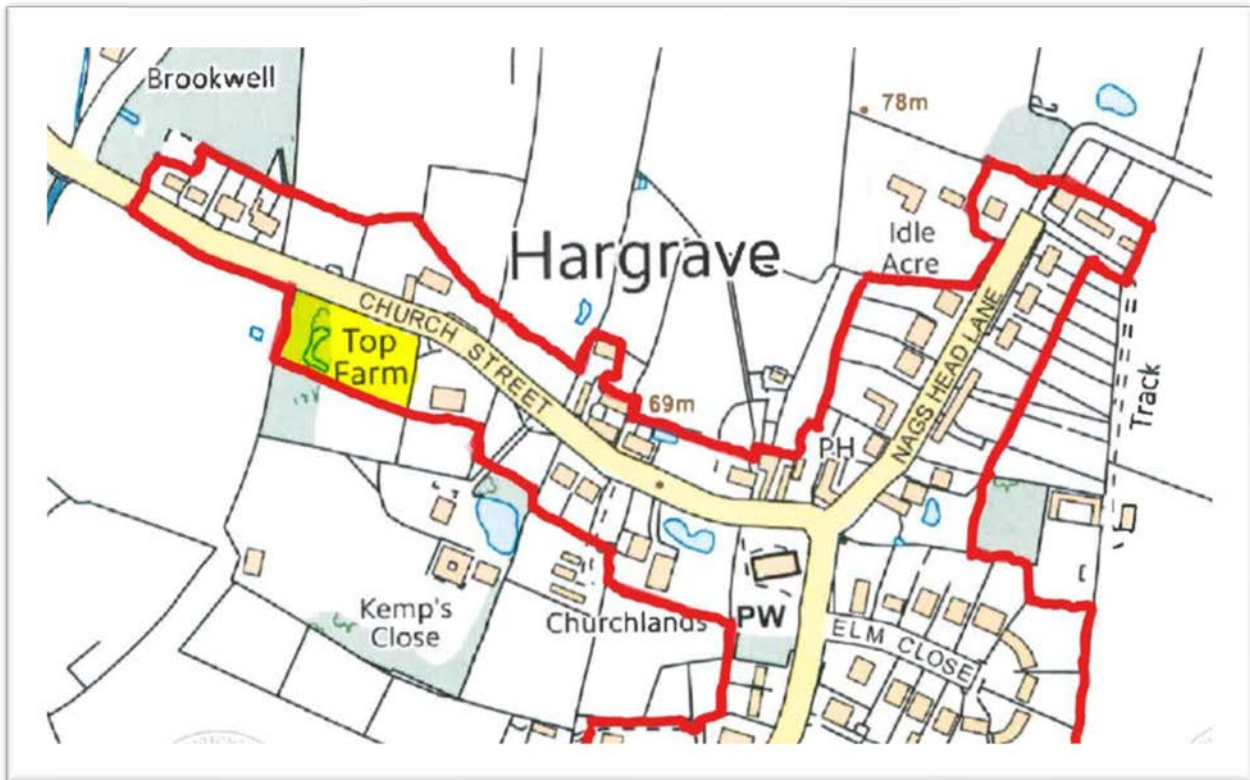 Brookwell
78m
Hargrave
Idle
Acre
CHURCH STREET
Top
Farm
NAGS HEAD LANE
69m
Track
PH
Kemp's
Close
Churchlands
PW
ELM CLOSE